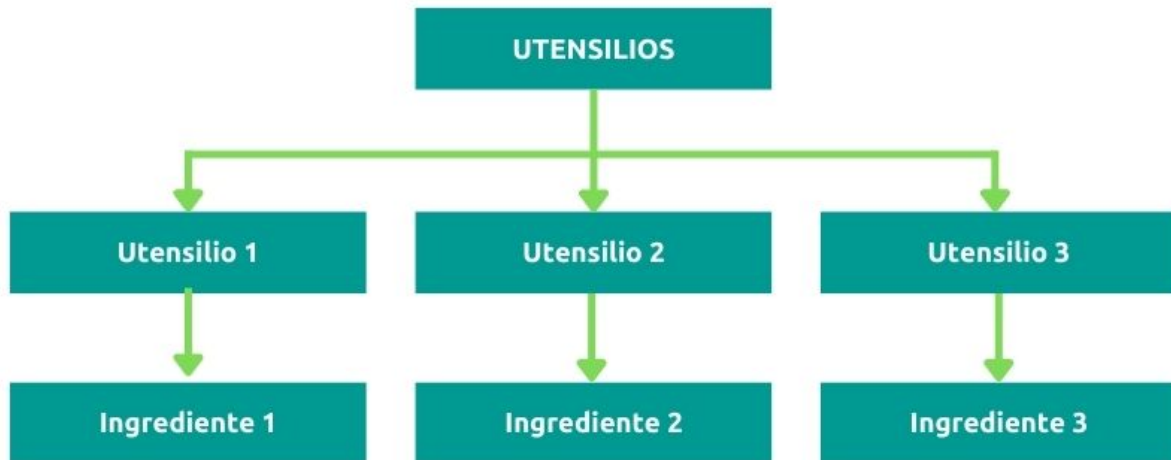 UTENSILIOS
Utensilio 1
Utensilio 2
Utensilio 3
Ingrediente 1
Ingrediente 2
Ingrediente 3